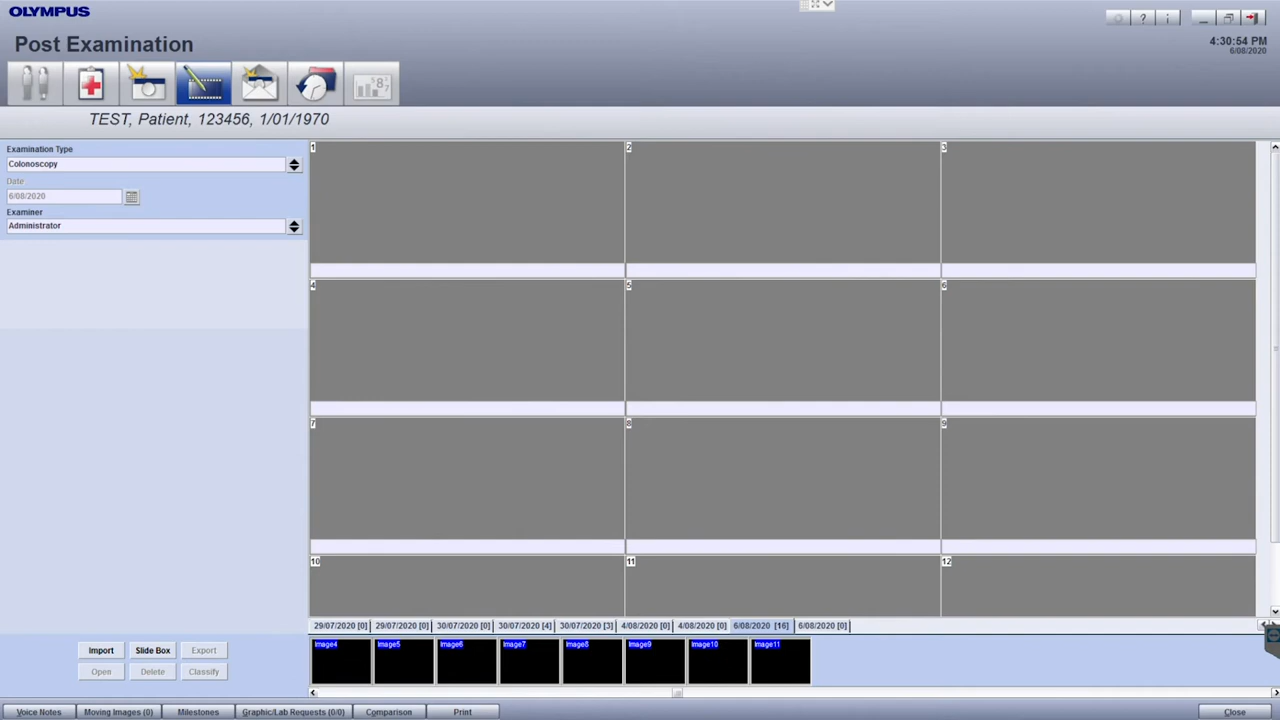 OLYMPUS
Post Examination
4:30:54 PM
6/08/2020
TEST, Patient, 123456, 1/01/1970
Examination Type
Colonoscopy
Date
6/08/2020
Examiner
Administrator
1
2
3
4
5
6
7
8
9
10
11
12
29/07/2020 [0]
29/07/2020 [0]
30/07/2020 [0]
30/07/2020 [4]
30/07/2020 [3]
4/08/2020 [0]
4/08/2020 [0]
6/08/2020 [16]
6/08/2020 [0]
Image4
Image5
Image6
Image7
Image8
Image9
Image10
Image11
Import
Slide Box
Export
Open
Delete
Classify
Voice Notes
Moving Images (0)
Milestones
Graphic/Lab Requests (0/0)
Comparison
Print
Close